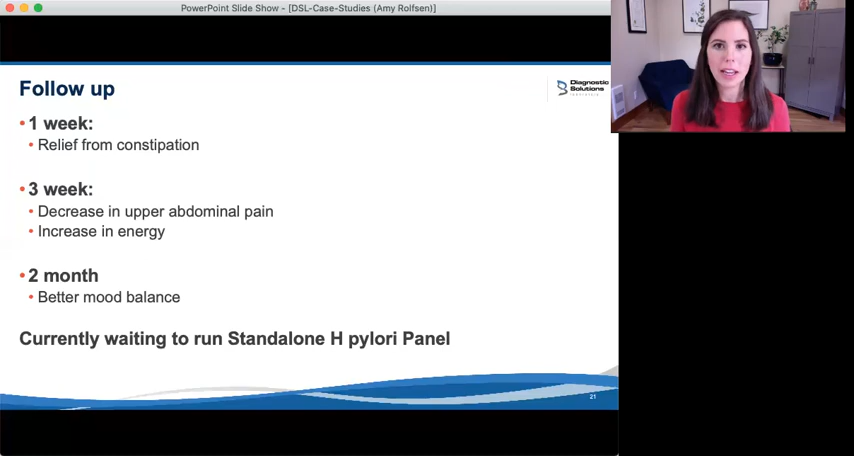 PowerPoint Slide Show - [DSL-Case-Studies (Amy Rolfsen)]
Follow up
Diagnostic
Solutions
• 1 week:
• Relief from constipation
• 3 week:
• Decrease in upper abdominal pain
• Increase in energy
• 2 month
• Better mood balance
Currently waiting to run Standalone H pylori Panel
21